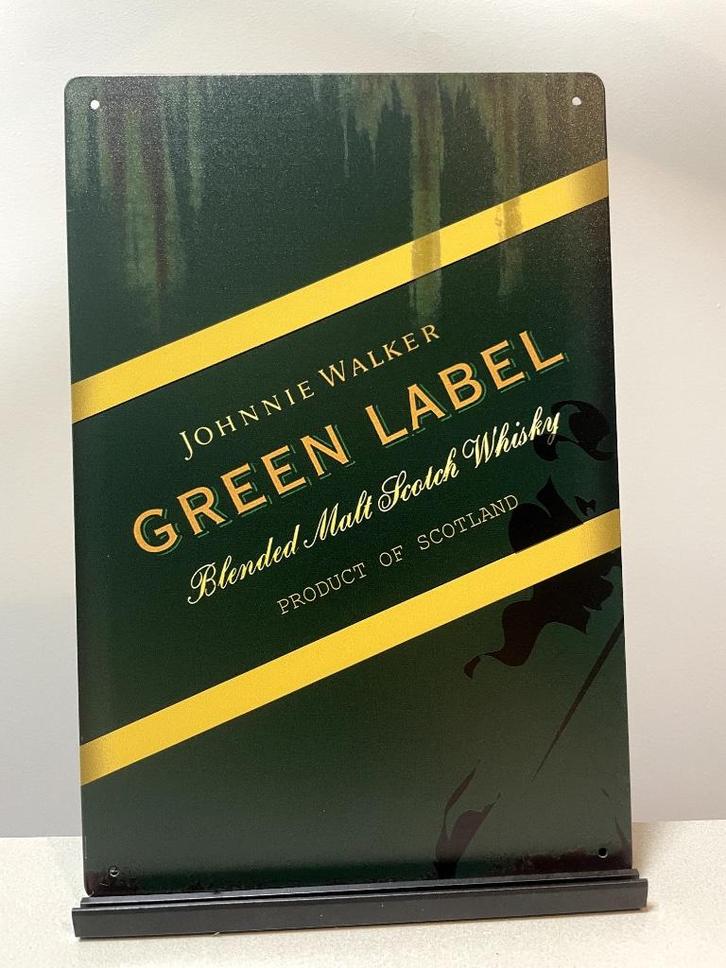 JOHNNIE WALKER
GREEN LABEL
Blended Malt Scotch Whisky
PRODUCT OF SCOTLAND